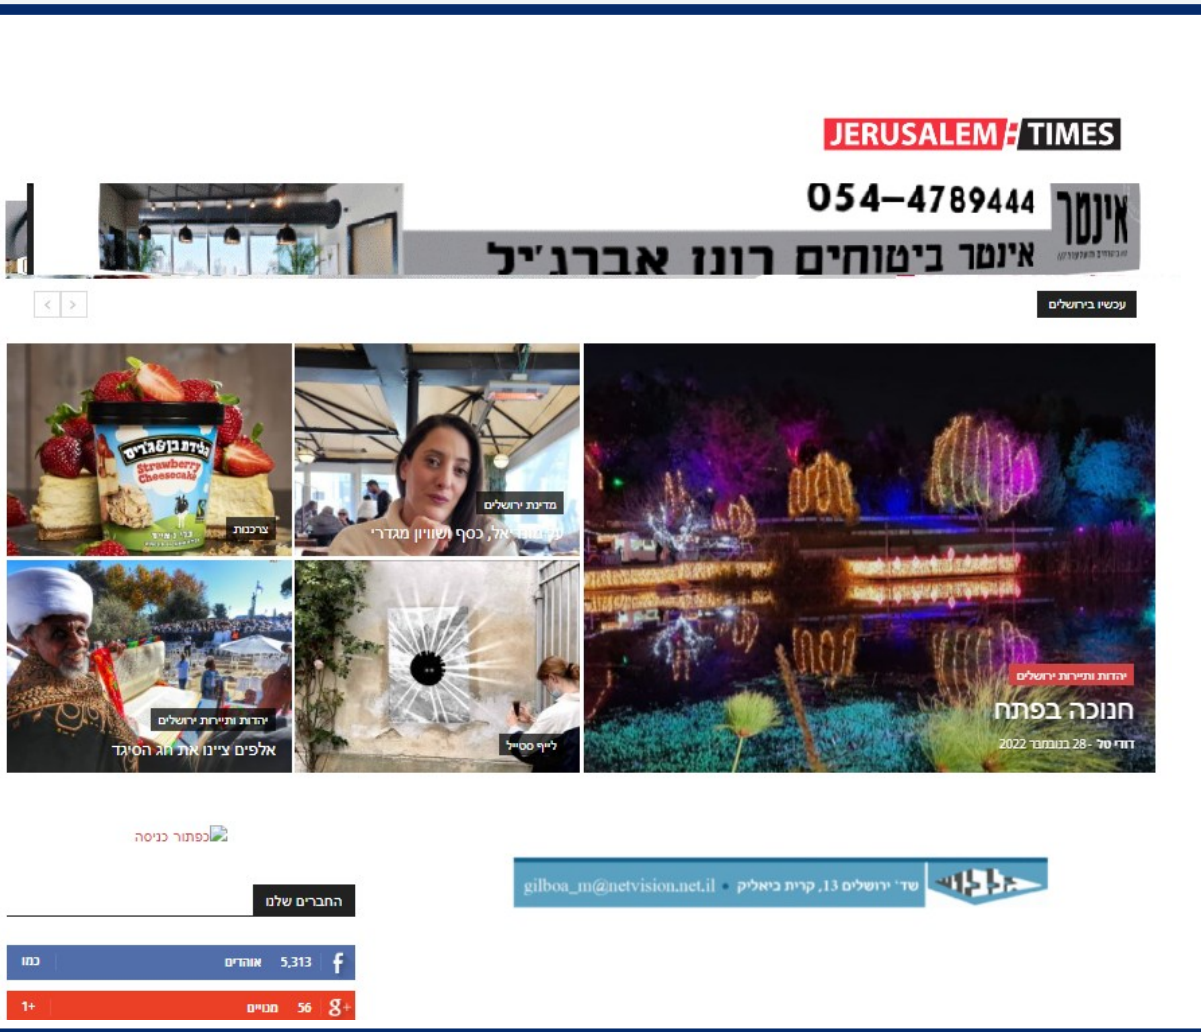 JERUSALEM TIMES
054-4789444
אינטר
אינטר ביטוחים רונן אברג׳יל
עכשיו בירושלים
גלידת בן&ג'ריס
Strawberry
Cheesecake
צרכנות
מדינת ירושלים
כסף ושוויון מגדרי
יהדות ותיירות ירושלים
חנוכה בפתח
דודי טל - 28 בנובמבר 2022
יהדות ותיירות ירושלים
אלפים ציינו את חג הסיגד
לייף סטייל
כפתור כניסה
שד' ירושלים 13, קרית ביאליק • gilboa_m@netvision.net.il
החברים שלנו
5,313 אוהדים כמו
56 מנויים +1